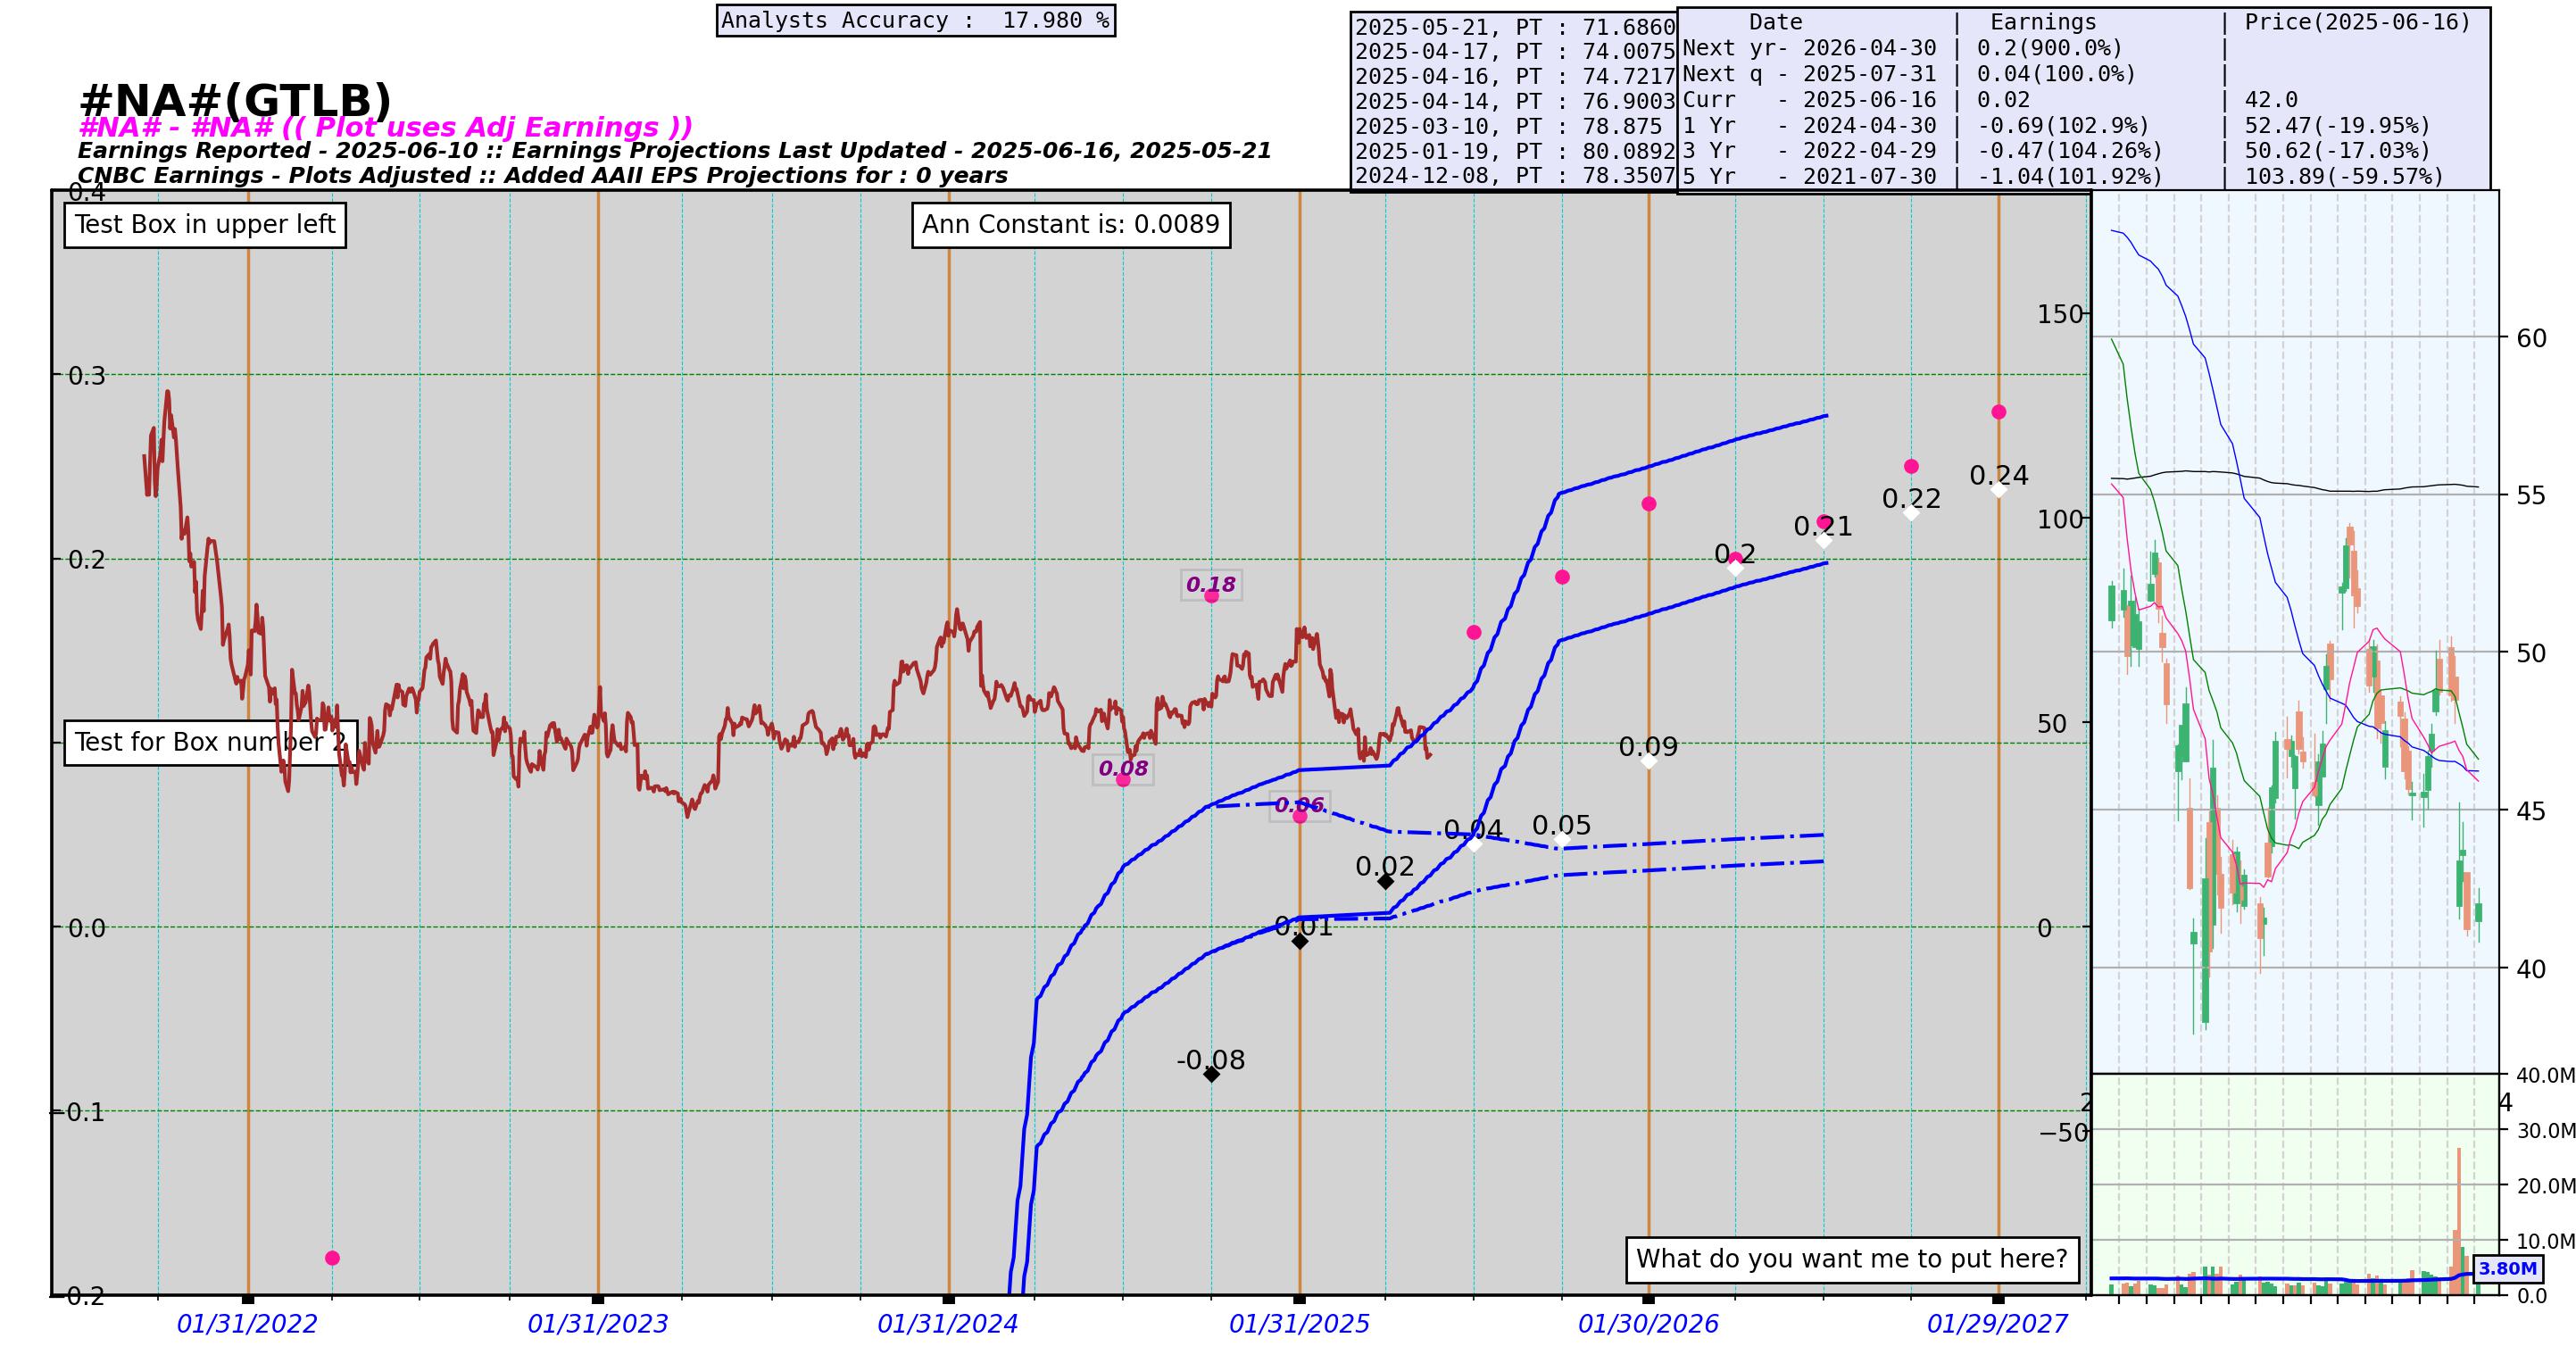 Analysts Accuracy :  17.980 %
2025-05-21, PT : 71.6860
2025-04-17, PT : 74.0075
2025-04-16, PT : 74.7217
2025-04-14, PT : 76.9003
2025-03-10, PT : 78.875
2025-01-19, PT : 80.0892
2024-12-08, PT : 78.3507
Date | Earnings | Price(2025-06-16)
Next yr- 2026-04-30 | 0.2(900.0%) |
Next q - 2025-07-31 | 0.04(100.0%) |
Curr - 2025-06-16 | 0.02 | 42.0
1 Yr - 2024-04-30 | -0.69(102.9%) | 52.47(-19.95%)
3 Yr - 2022-04-29 | -0.47(104.26%) | 50.62(-17.03%)
5 Yr - 2021-07-30 | -1.04(101.92%) | 103.89(-59.57%)
#NA#(GTLB)
#NA# - #NA# (( Plot uses Adj Earnings ))
Earnings Reported - 2025-06-10 :: Earnings Projections Last Updated - 2025-06-16, 2025-05-21
CNBC Earnings - Plots Adjusted :: Added AAII EPS Projections for : 0 years
0.4
Test Box in upper left
Ann Constant is: 0.0089
150
60
0.3
0.24
55
0.22
100
0.21
0.2
0.2
0.18
50
50
Test for Box number 2
0.09
0.08
0.06
45
0.04
0.05
0.02
0.0
0.01
0
40
-0.08
40.0M
−0.1
2
4
−50
30.0M
20.0M
10.0M
What do you want me to put here?
3.80M
−0.2
0.0
01/31/2022
01/31/2023
01/31/2024
01/31/2025
01/30/2026
01/29/2027